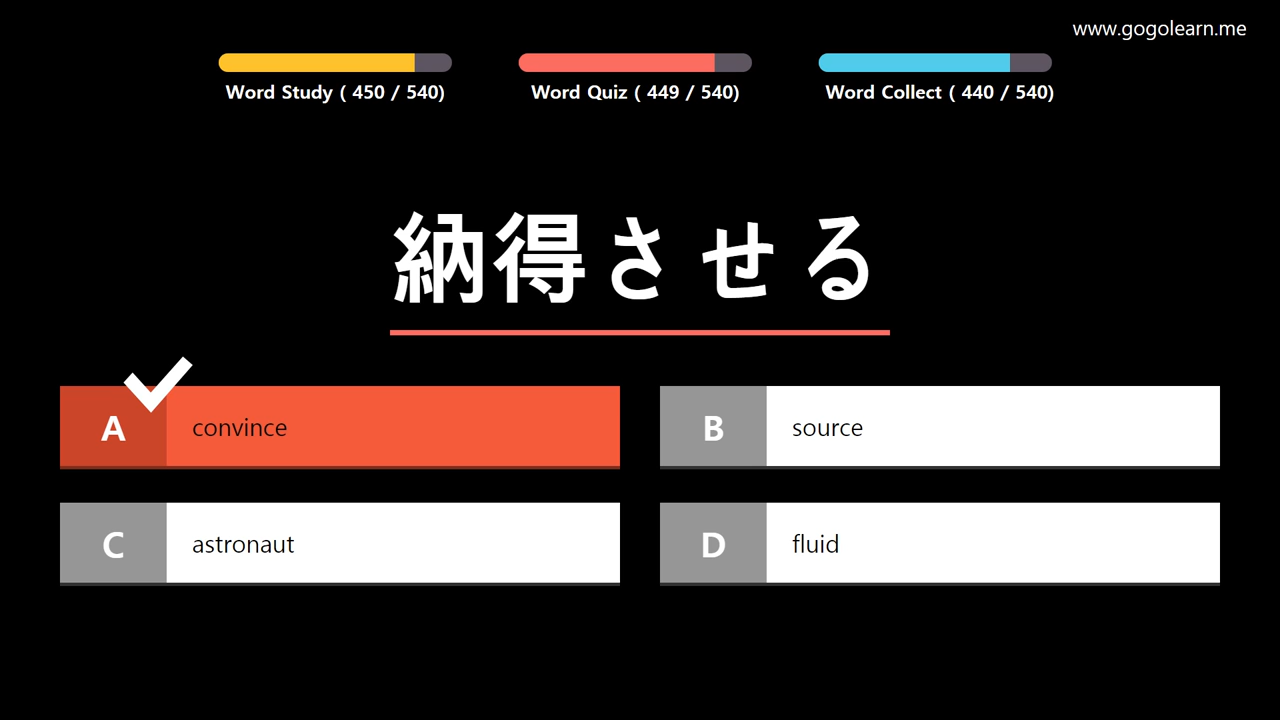 www.gogolearn.me
Word Study ( 450 / 540)
Word Quiz ( 449 / 540)
Word Collect ( 440 / 540)
納得させる
A convince
B source
C astronaut
D fluid